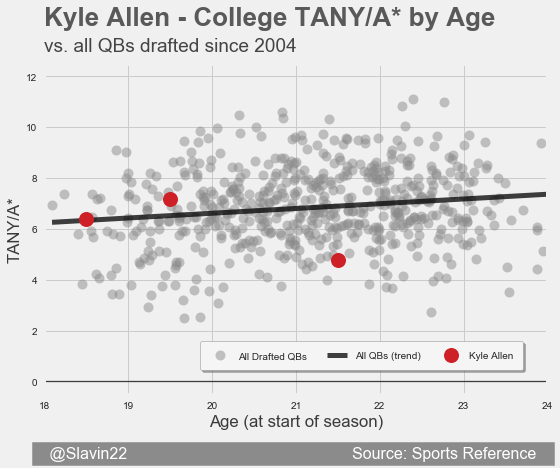 Kyle Allen - College TANY/A* by Age
vs. all QBs drafted since 2004
12
10
8
6
4
2
0
TANY/A*
All Drafted QBs
All QBs (trend)
Kyle Allen
18
19
20
21
22
23
24
Age (at start of season)
@Slavin22
Source: Sports Reference